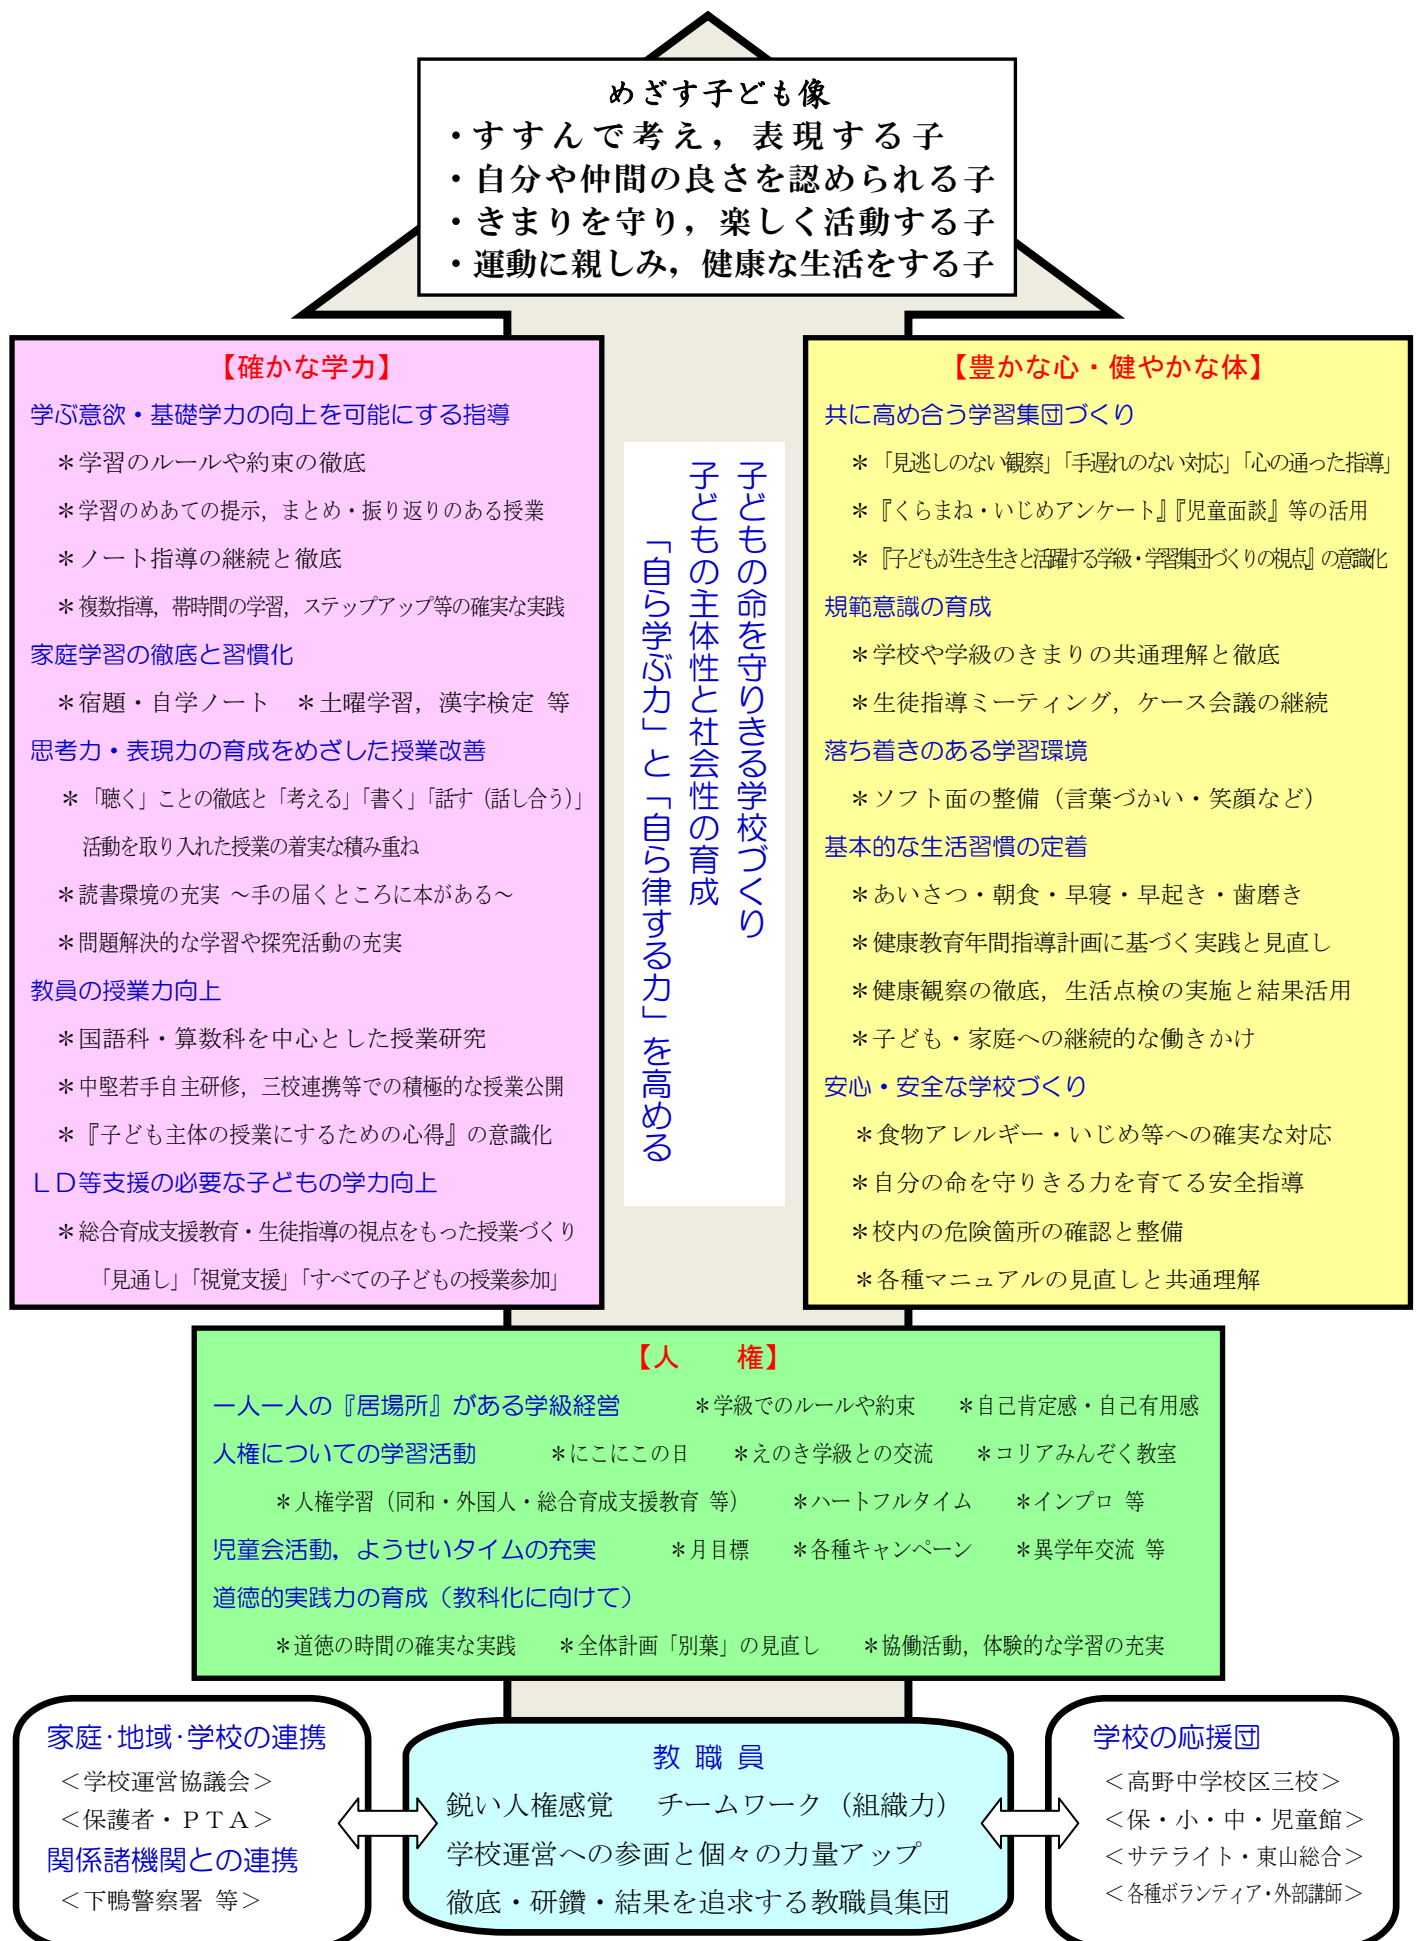 めざす子ども像
・すすんで考え，表現する子
・自分や仲間の良さを認められる子
・きまりを守り，楽しく活動する子
・運動に親しみ，健康な生活をする子
【確かな学力】
学ぶ意欲・基礎学力の向上を可能にする指導
＊学習のルールや約束の徹底
＊学習のめあての提示，まとめ・振り返りのある授業
＊ノート指導の継続と徹底
＊複数指導，帯時間の学習，ステップアップ等の確実な実践
家庭学習の徹底と習慣化
＊宿題・自学ノート　＊土曜学習，漢字検定 等
思考力・表現力の育成をめざした授業改善
＊「聴く」ことの徹底と「考える」「書く」「話す（話し合う）」
活動を取り入れた授業の着実な積み重ね
＊読書環境の充実 ～手の届くところに本がある～
＊問題解決的な学習や探究活動の充実
教員の授業力向上
＊国語科・算数科を中心とした授業研究
＊中堅若手自主研修，三校連携等での積極的な授業公開
＊『子ども主体の授業にするための心得』の意識化
ＬＤ等支援の必要な子どもの学力向上
＊総合育成支援教育・生徒指導の視点をもった授業づくり
「見通し」「視覚支援」「すべての子どもの授業参加」
子どもの命を守りきる学校づくり
子どもの主体性と社会性の育成
「自ら学ぶ力」と「自ら律する力」を高める
【豊かな心・健やかな体】
共に高め合う学習集団づくり
＊「見逃しのない観察」「手遅れのない対応」「心の通った指導」
＊『くらまね・いじめアンケート』『児童面談』等の活用
＊『子どもが生き生きと活躍する学級・学習集団づくりの視点』の意識化
規範意識の育成
＊学校や学級のきまりの共通理解と徹底
＊生徒指導ミーティング，ケース会議の継続
落ち着きのある学習環境
＊ソフト面の整備（言葉づかい・笑顔など）
基本的な生活習慣の定着
＊あいさつ・朝食・早寝・早起き・歯磨き
＊健康教育年間指導計画に基づく実践と見直し
＊健康観察の徹底，生活点検の実施と結果活用
＊子ども・家庭への継続的な働きかけ
安心・安全な学校づくり
＊食物アレルギー・いじめ等への確実な対応
＊自分の命を守りきる力を育てる安全指導
＊校内の危険箇所の確認と整備
＊各種マニュアルの見直しと共通理解
【人　　権】
一人一人の『居場所』がある学級経営　　＊学級でのルールや約束　＊自己肯定感・自己有用感
人権についての学習活動　　＊にこにこの日　＊えのき学級との交流　＊コリアみんぞく教室
＊人権学習（同和・外国人・総合育成支援教育 等）　＊ハートフルタイム　＊インプロ 等
児童会活動，ようせいタイムの充実　　＊月目標　＊各種キャンペーン　＊異学年交流 等
道徳的実践力の育成（教科化に向けて）
＊道徳の時間の確実な実践　＊全体計画「別葉」の見直し　＊協働活動，体験的な学習の充実
家庭・地域・学校の連携
＜学校運営協議会＞
＜保護者・ＰＴＡ＞
関係諸機関との連携
＜下鴨警察署 等＞
教 職 員
鋭い人権感覚　チームワーク（組織力）
学校運営への参画と個々の力量アップ
徹底・研鑽・結果を追求する教職員集団
学校の応援団
＜高野中学校区三校＞
＜保・小・中・児童館＞
＜サテライト・東山総合＞
＜各種ボランティア・外部講師＞